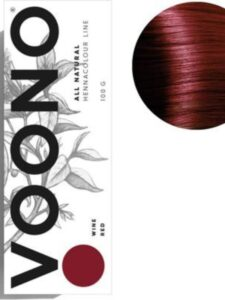 VOONO®
ALL NATURAL
HENNACOLOUR LINE
100 G
WINE
RED